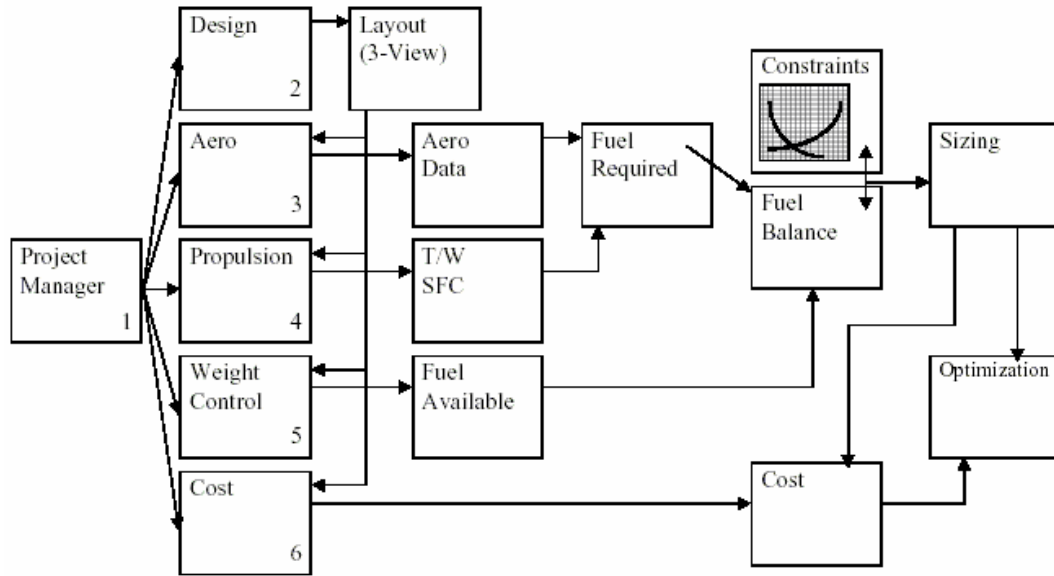 Design
2
Layout
(3-View)
Constraints
Aero
3
Aero
Data
Fuel
Required
Sizing
Fuel
Balance
Project
Manager
1
Propulsion
4
T/W
SFC
Weight
Control
5
Fuel
Available
Optimization
Cost
6
Cost